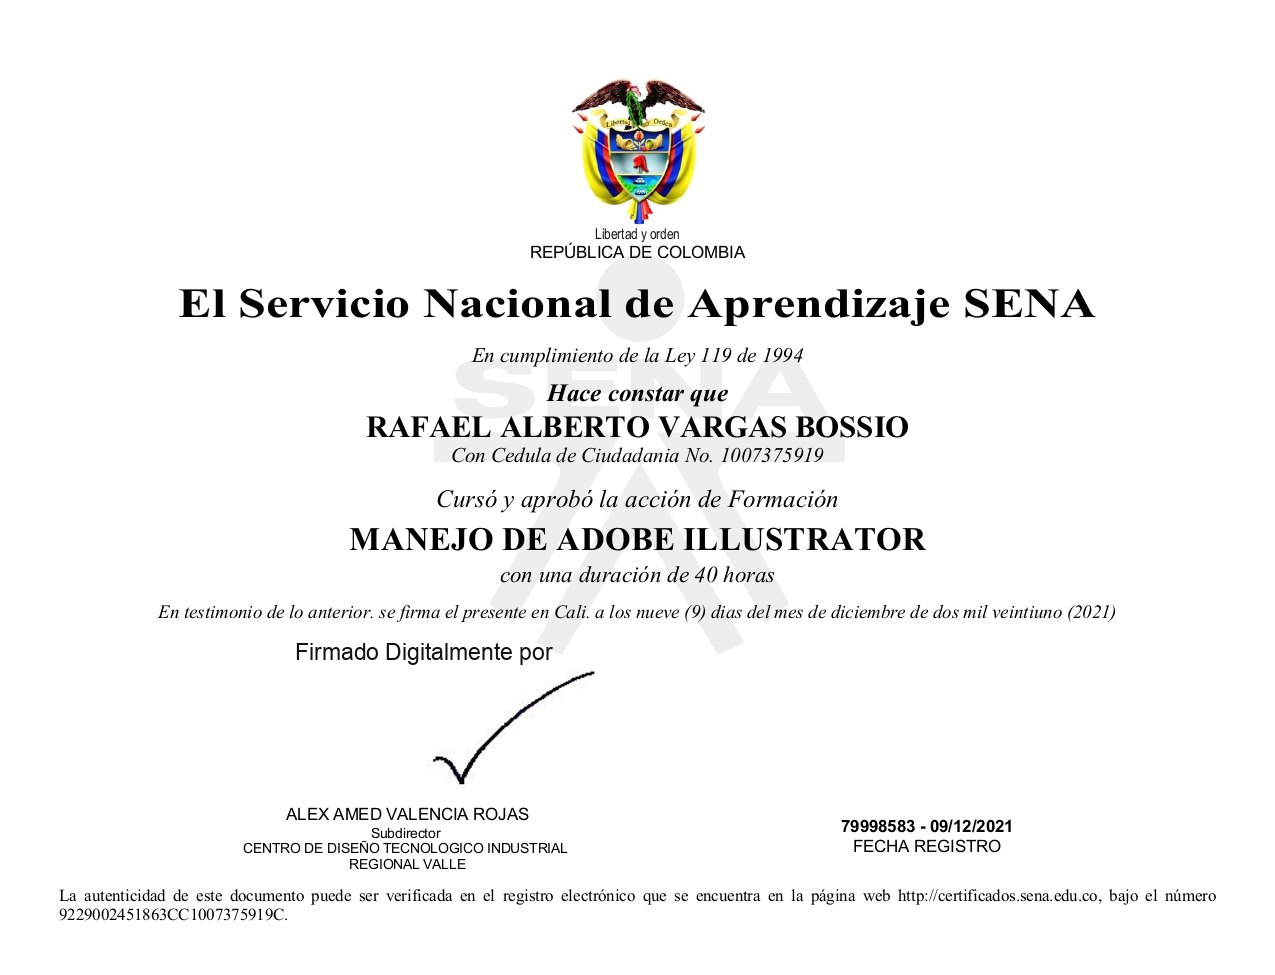 Libertad y Orden
Libertad y orden
REPÚBLICA DE COLOMBIA
El Servicio Nacional de Aprendizaje SENA
En cumplimiento de la Ley 119 de 1994
SENA
Hace constar que
RAFAEL ALBERTO VARGAS BOSSIO
Con Cedula de Ciudadania No. 1007375919
Cursó y aprobó la acción de Formación
MANEJO DE ADOBE ILLUSTRATOR
con una duración de 40 horas
En testimonio de lo anterior. se firma el presente en Cali. a los nueve (9) dias del mes de diciembre de dos mil veintiuno (2021)
Firmado Digitalmente por
ALEX AMED VALENCIA ROJAS
Subdirector
CENTRO DE DISEÑO TECNOLOGICO INDUSTRIAL
REGIONAL VALLE
79998583 - 09/12/2021
FECHA REGISTRO
La autenticidad de este documento puede ser verificada en el registro electrónico que se encuentra en la página web http://certificados.sena.edu.co, bajo el número
9229002451863CC1007375919C.